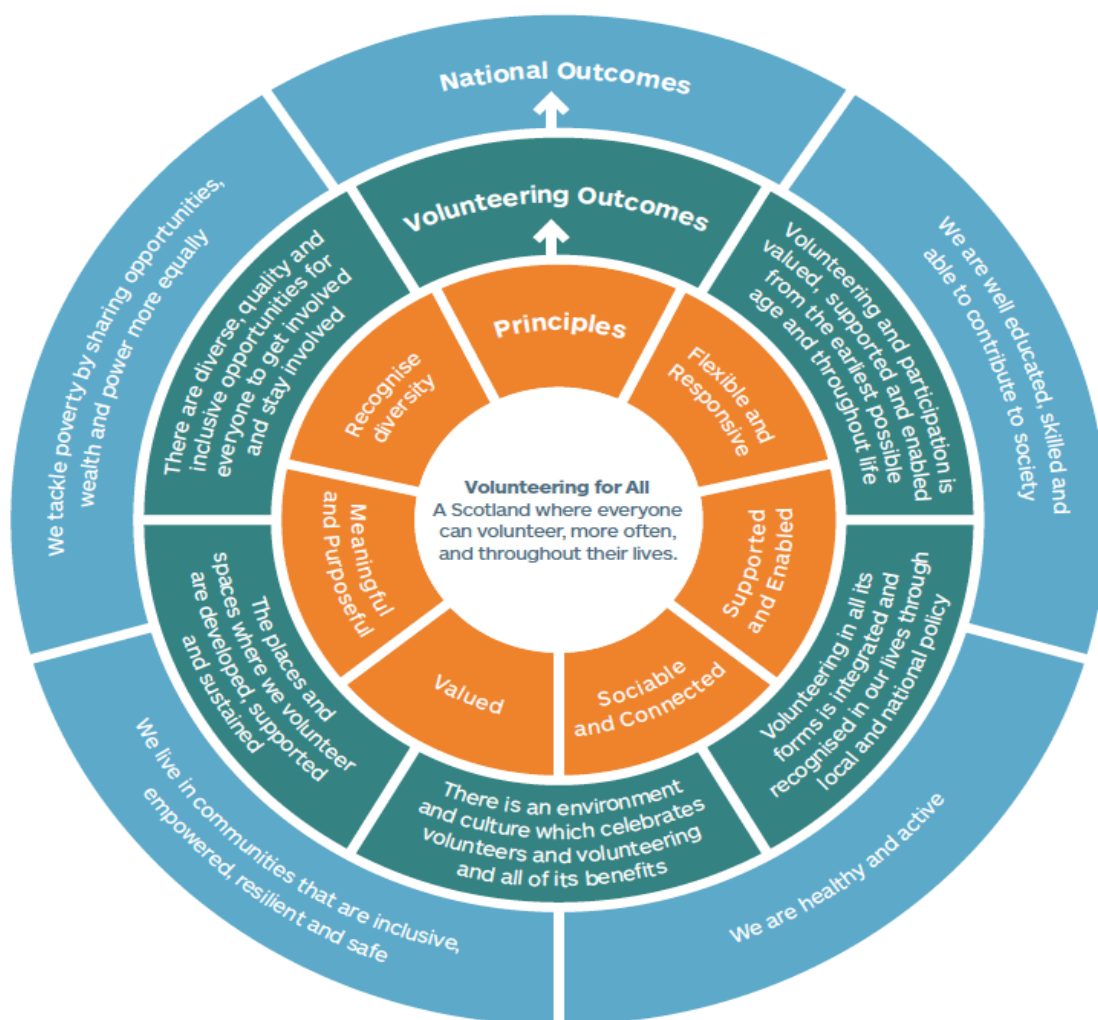 National Outcomes
We are well educated, skilled and
able to contribute to society
We are healthy and active
We live in communities that are inclusive,
empowered, resilient and safe
We tackle poverty by sharing opportunities,
wealth and power more equally
Volunteering Outcomes
Volunteering and participation is
valued, supported and enabled
from the earliest possible
age and throughout life
Volunteering in all its
forms is integrated and
recognised in our lives through
local and national policy
There is an environment
and culture which celebrates
volunteers and volunteering
and all of its benefits
The places and
spaces where we volunteer
are developed, supported
and sustained
There are diverse, quality and
inclusive opportunities for
everyone to get involved
and stay involved
Principles
Flexible and
Responsive
Supported
and Enabled
Sociable
and Connected
Valued
Meaningful
and Purposeful
Recognise
diversity
Volunteering for All
A Scotland where everyone
can volunteer, more often,
and throughout their lives.